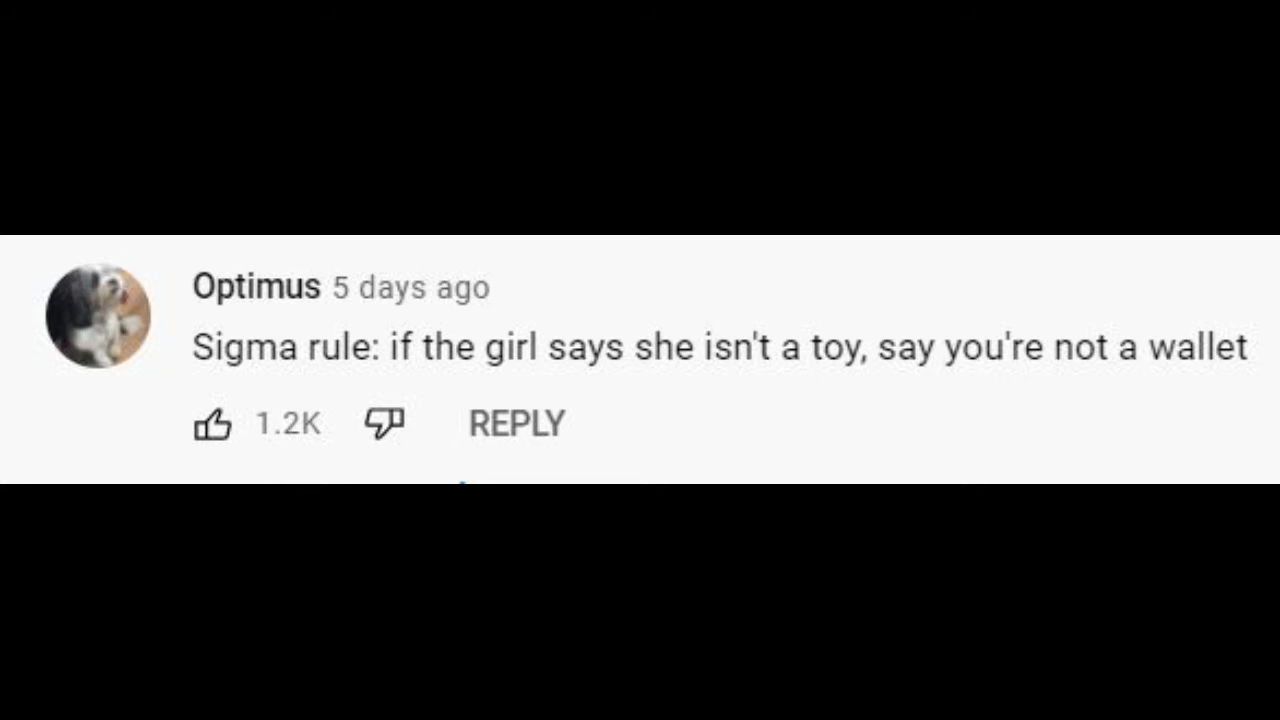 Optimus 5 days ago
Sigma rule: if the girl says she isn't a toy, say you're not a wallet
1.2K REPLY